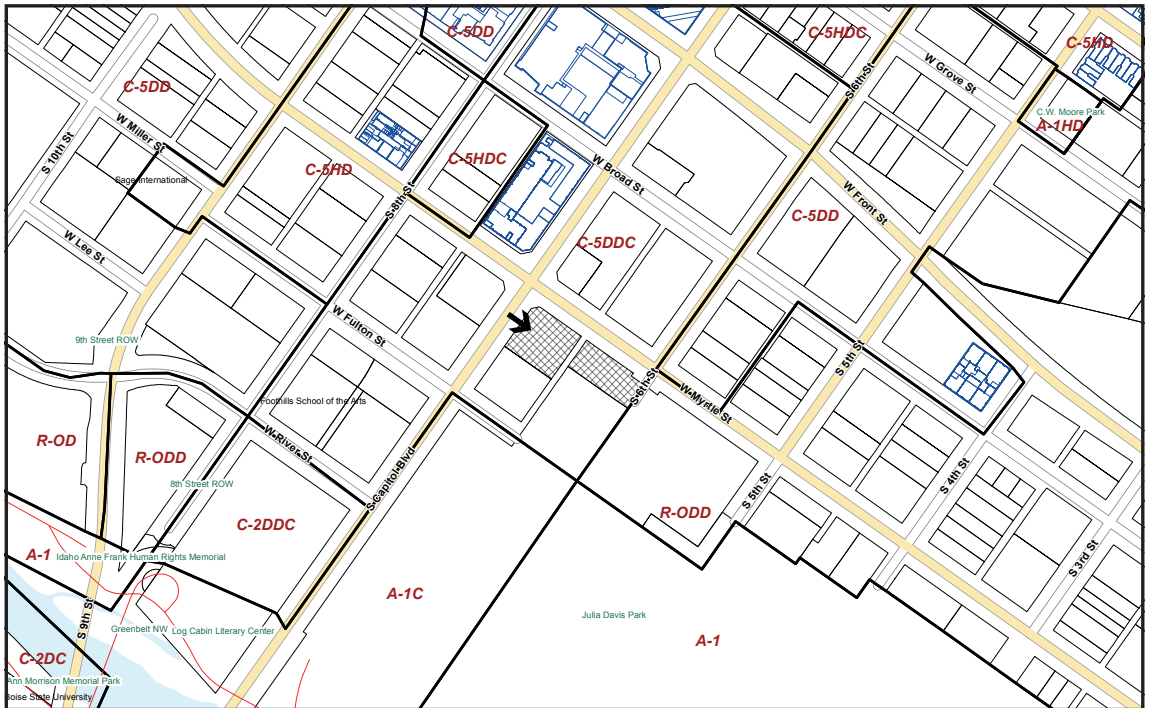 C-5DD
C-5HDC
C-5HD
C-5DD
W Grove St
S 6th St
C.W. Moore Park
A-1HD
W Miller St
S 10th St
C-5HD
C-5HDC
W Broad St
Sage International
S 8th St
W Front St
C-5DD
C-5DDC
W Lee St
W Fulton St
9th Street ROW
S 5th St
S 6th St
W Myrtle St
Foothills School of the Arts
R-OD
R-ODD
W River St
S Capitol Blvd
8th Street ROW
S 4th St
S 5th St
R-ODD
C-2DDC
A-1
Idaho Anne Frank Human Rights Memorial
S 3rd St
A-1C
Julia Davis Park
S 9th St
Greenbelt NW
Log Cabin Literary Center
A-1
C-2DC
Ann Morrison Memorial Park
Boise State University